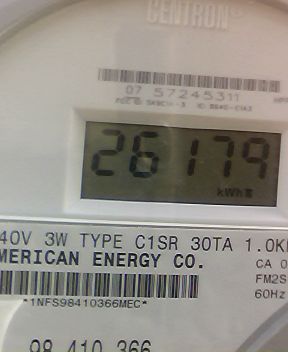 CENTRON®
07 57245311
26179
kWh
40V 3W TYPE C1SR 30TA 1.0K
MERICAN ENERGY CO.
CA 0
FM2S
60Hz
*1NFS98410366MEC*
98 410 366